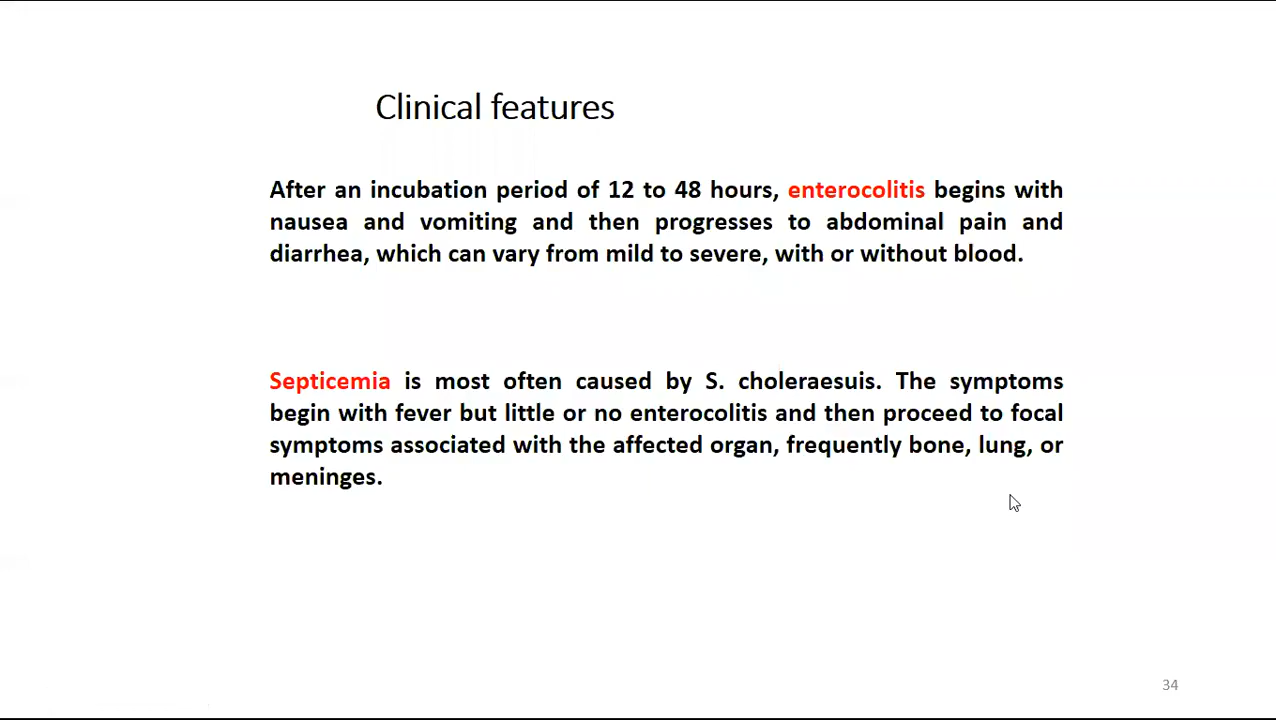 Clinical features
After an incubation period of 12 to 48 hours, enterocolitis begins with
nausea and vomiting and then progresses to abdominal pain and
diarrhea, which can vary from mild to severe, with or without blood.
Septicemia is most often caused by S. choleraesuis. The symptoms
begin with fever but little or no enterocolitis and then proceed to focal
symptoms associated with the affected organ, frequently bone, lung, or
meninges.
34